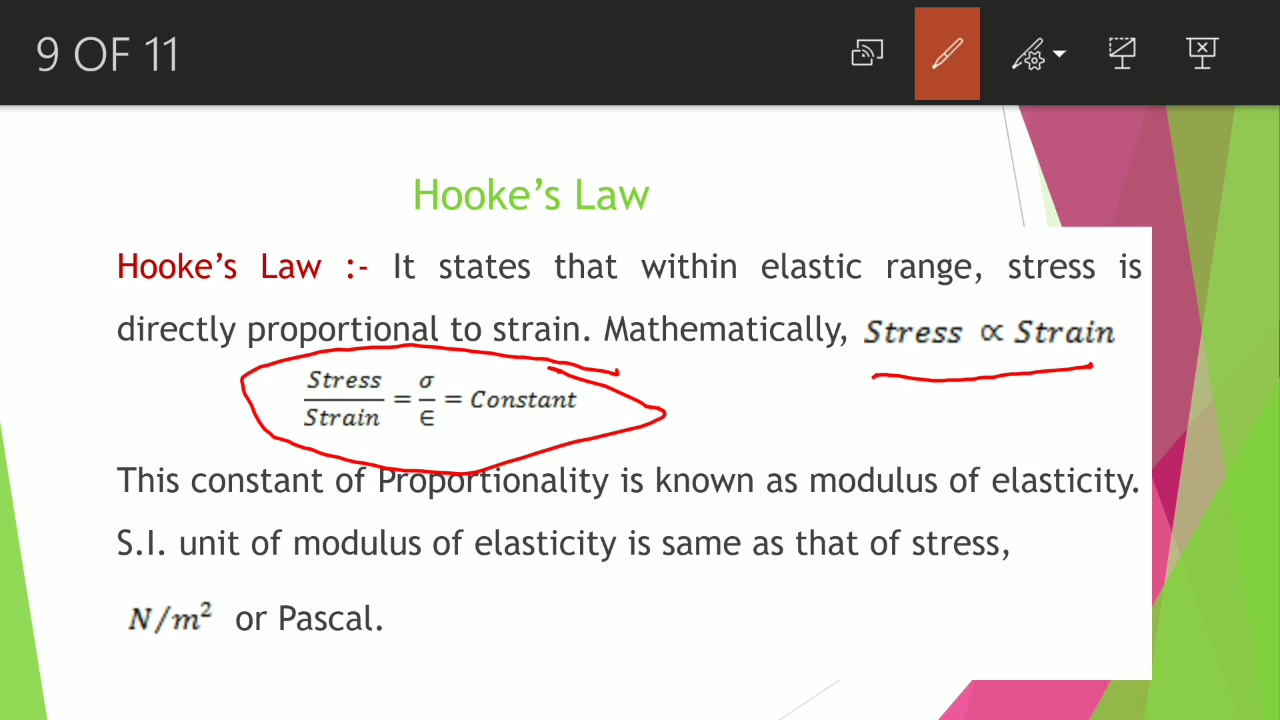 9 OF 11
Hooke’s Law
Hooke’s Law :- It states that within elastic range, stress is
directly proportional to strain. Mathematically, Stress ∝ Strain
Stress/Strain = σ/∈ = Constant
This constant of Proportionality is known as modulus of elasticity.
S.I. unit of modulus of elasticity is same as that of stress,
N/m² or Pascal.